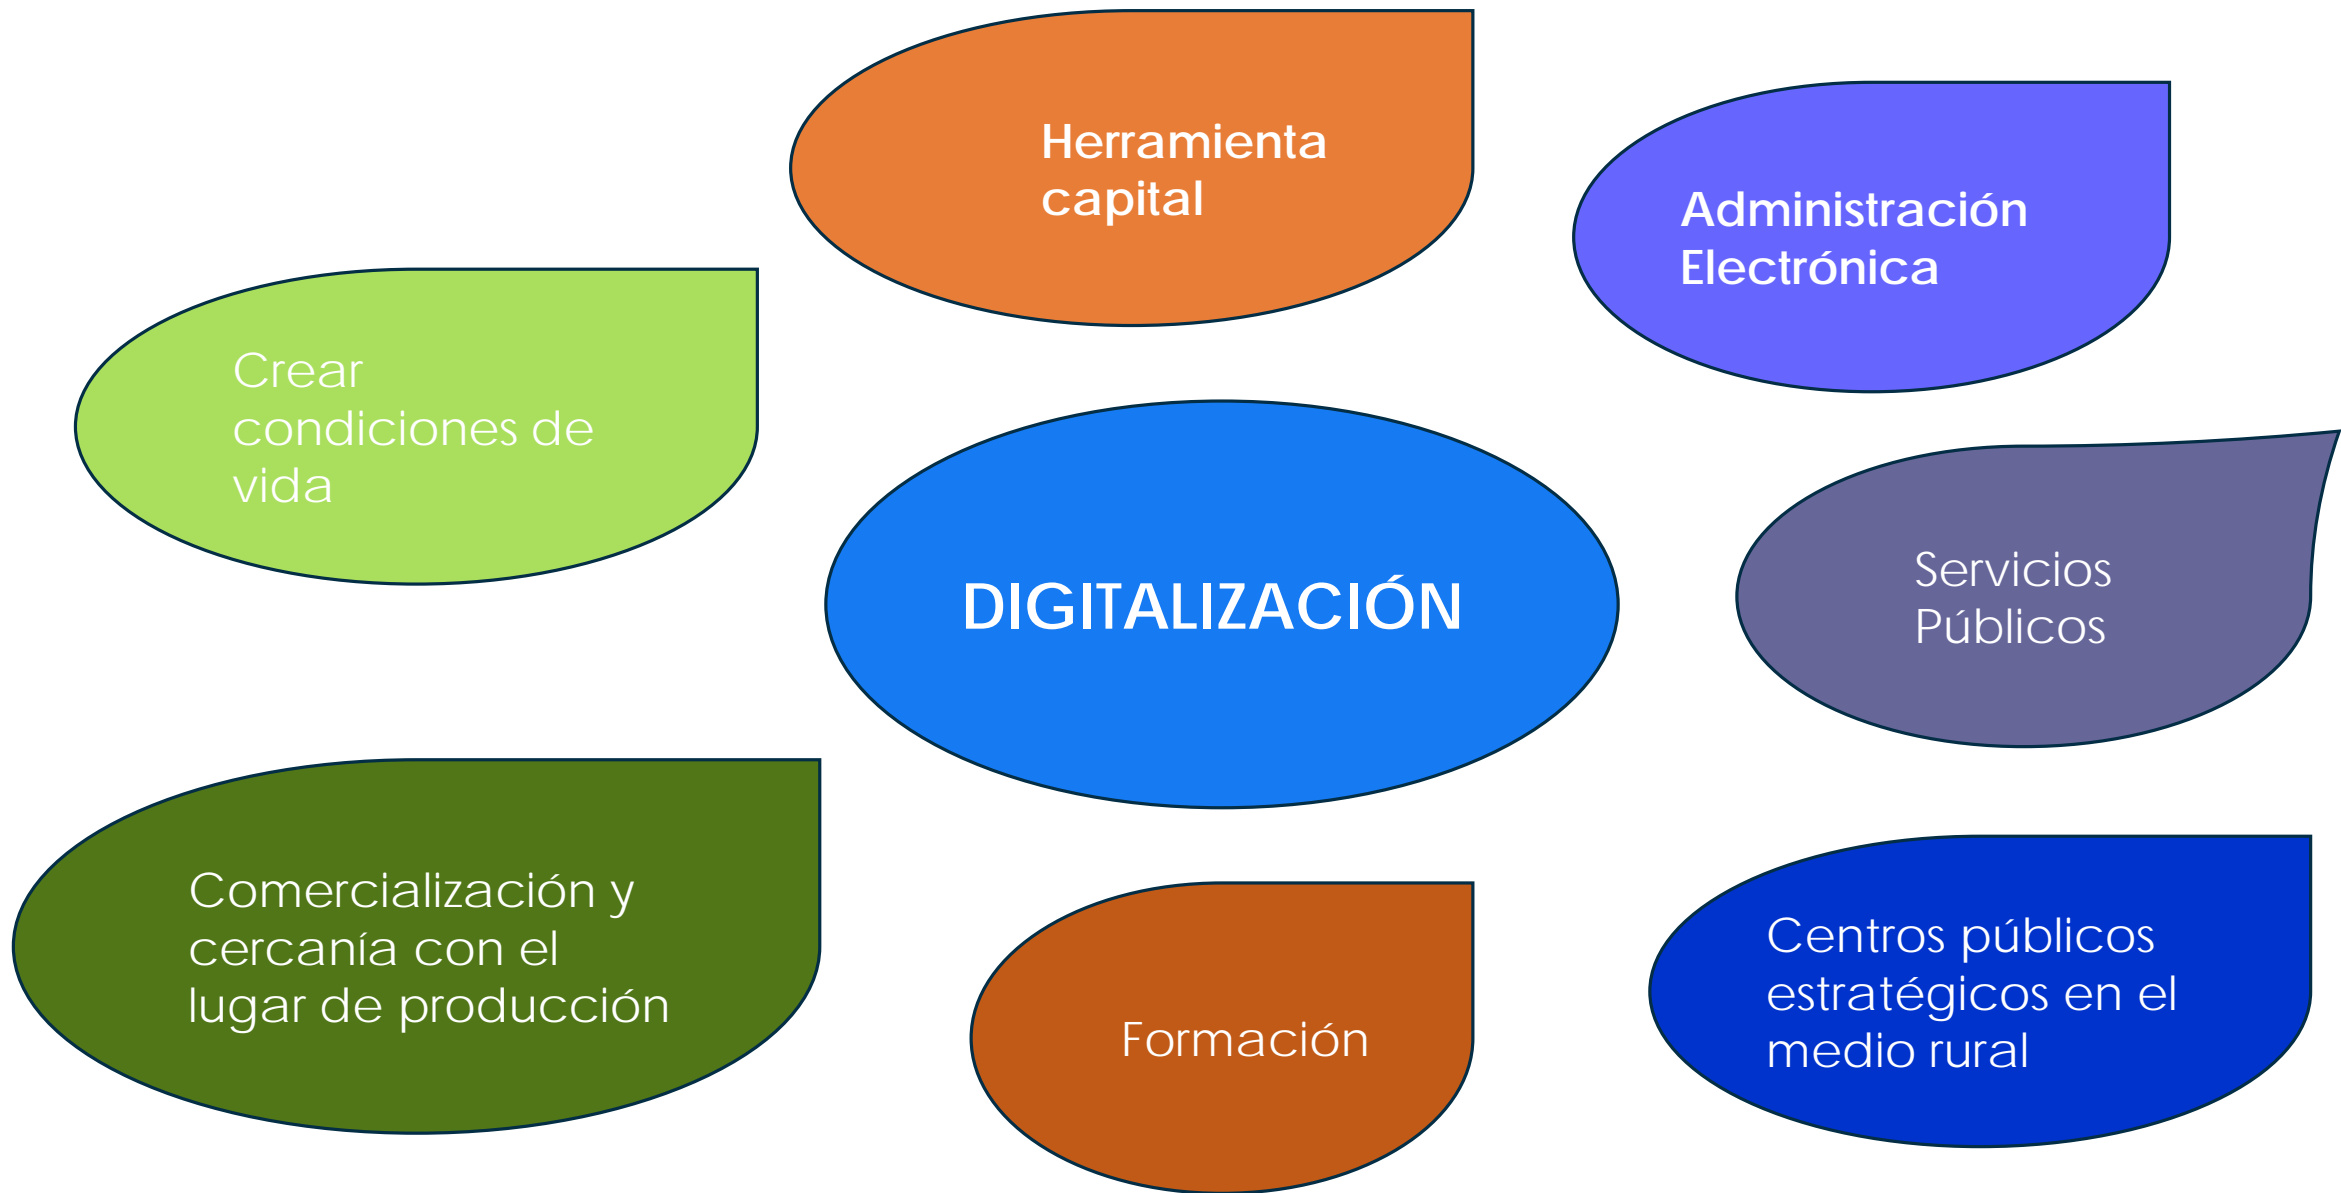 Herramienta
capital
Administración
Electrónica
Crear
condiciones de
vida
DIGITALIZACIÓN
Servicios
Públicos
Comercialización y
cercanía con el
lugar de producción
Formación
Centros públicos
estratégicos en el
medio rural